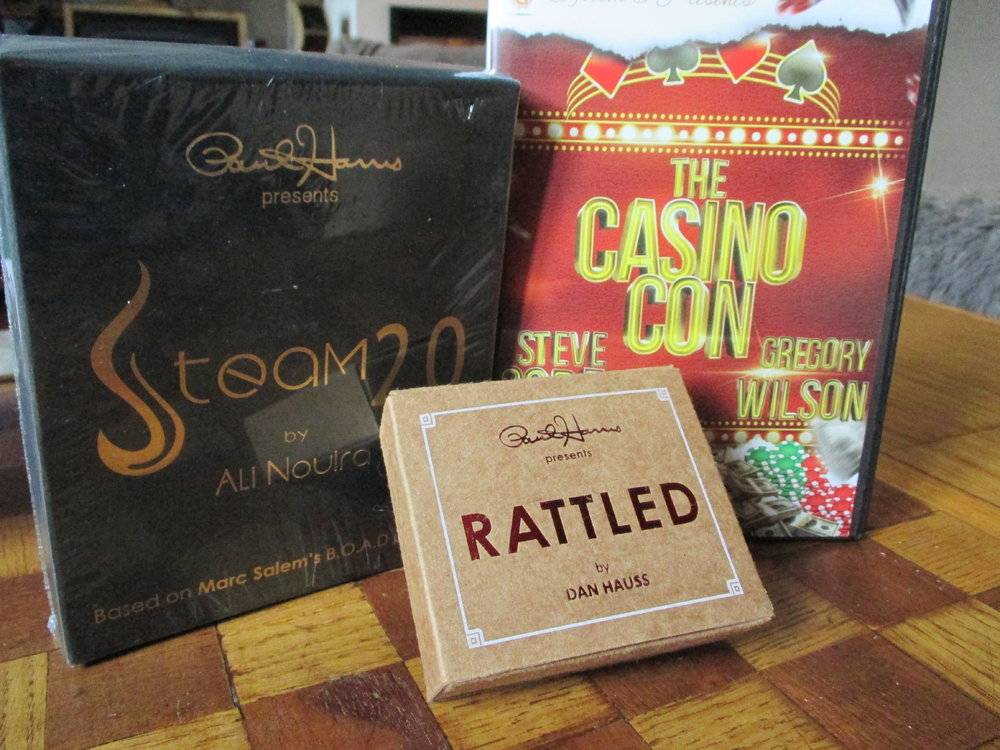 Paul Harris
presents
Steam 2.0
by
Ali Nouira
Based on Marc Salem's B.O.A.D.
Presents
THE
CASINO
CON
STEVE
GREGORY
WILSON
Paul Harris
presents
RATTLED
by
DAN HAUSS